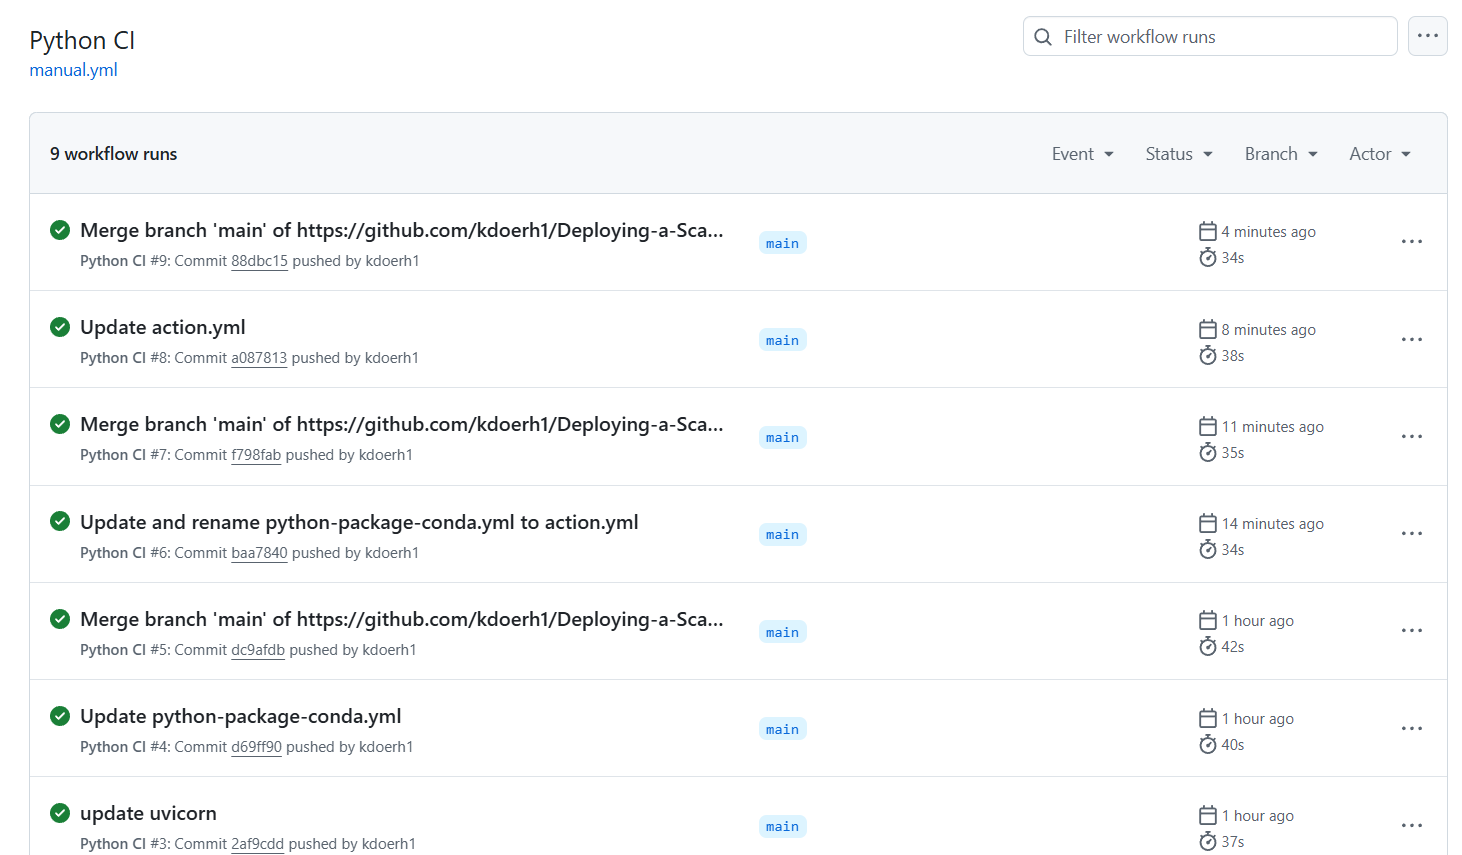 Python CI
manual.yml
Filter workflow runs
9 workflow runs
Event Status Branch Actor
Merge branch 'main' of https://github.com/kdoerh1/Deploying-a-Sca...
Python CI #9: Commit 88dbc15 pushed by kdoerh1
main
4 minutes ago
34s
Update action.yml
Python CI #8: Commit a087813 pushed by kdoerh1
main
8 minutes ago
38s
Merge branch 'main' of https://github.com/kdoerh1/Deploying-a-Sca...
Python CI #7: Commit f798fab pushed by kdoerh1
main
11 minutes ago
35s
Update and rename python-package-conda.yml to action.yml
Python CI #6: Commit baa7840 pushed by kdoerh1
main
14 minutes ago
34s
Merge branch 'main' of https://github.com/kdoerh1/Deploying-a-Sca...
Python CI #5: Commit dc9afdb pushed by kdoerh1
main
1 hour ago
42s
Update python-package-conda.yml
Python CI #4: Commit d69ff90 pushed by kdoerh1
main
1 hour ago
40s
update uvicorn
Python CI #3: Commit 2af9cdd pushed by kdoerh1
main
1 hour ago
37s